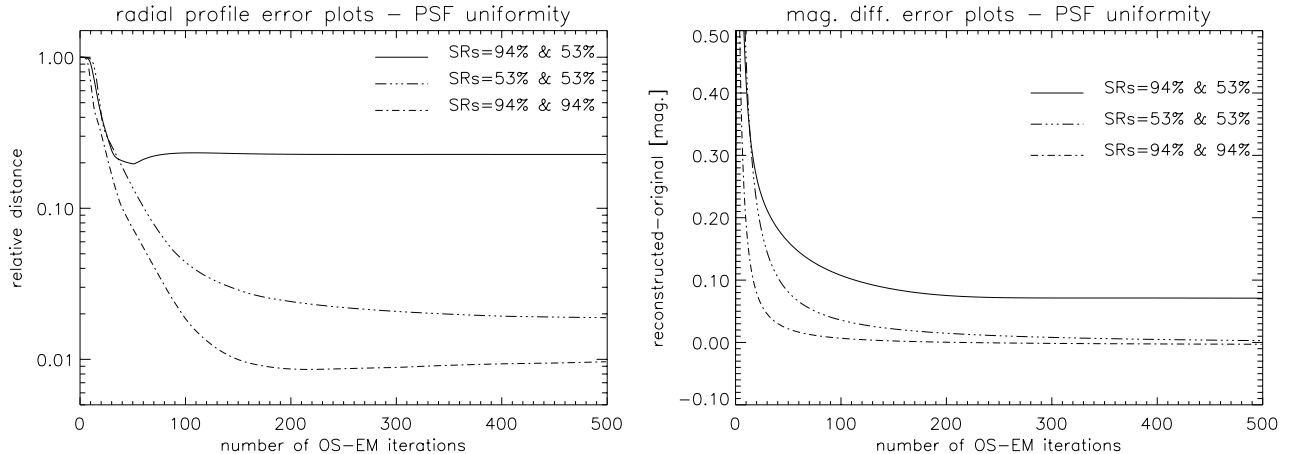 radial profile error plots − PSF uniformity
SRs=94% & 53%
SRs=53% & 53%
SRs=94% & 94%
1.00
0.10
0.01
relative distance
0 100 200 300 400 500
number of OS−EM iterations
mag. diff. error plots − PSF uniformity
SRs=94% & 53%
SRs=53% & 53%
SRs=94% & 94%
0.50
0.40
0.30
0.20
0.10
0.00
−0.10
reconstructed−original [mag.]
0 100 200 300 400 500
number of OS−EM iterations